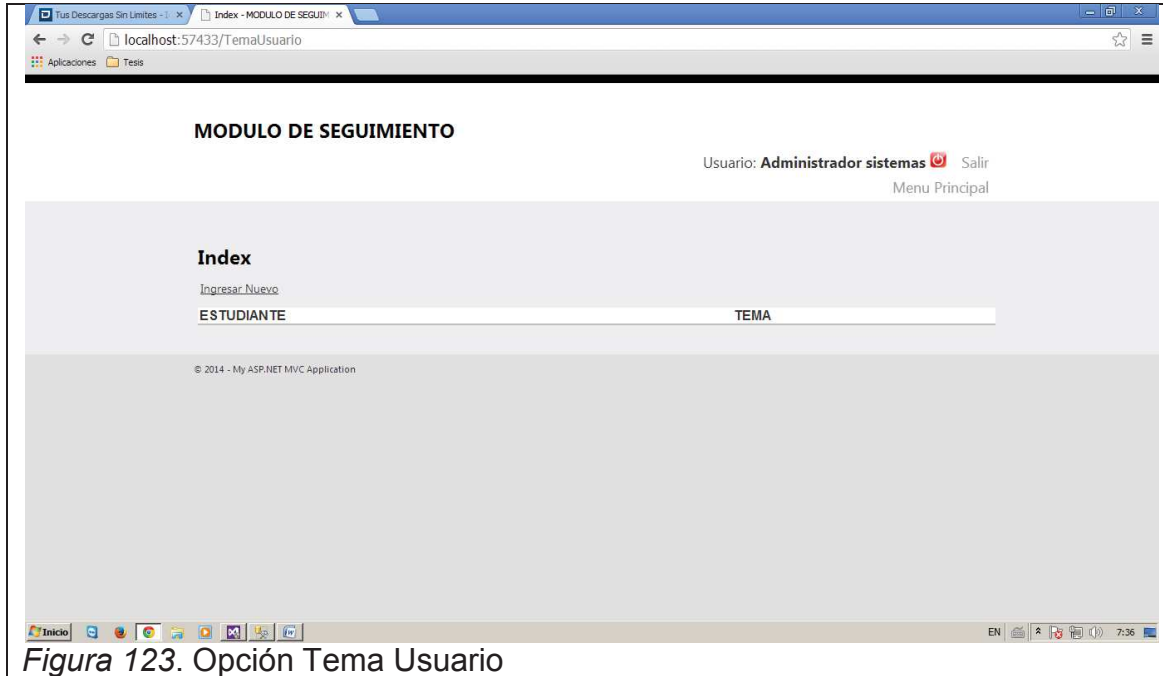 Tus Descargas Sin Limites - Index - MODULO DE SEGUIM
localhost:57433/TemaUsuario
Aplicaciones Tesis
MODULO DE SEGUIMIENTO
Usuario: Administrador sistemas Salir
Menu Principal
Index
Ingresar Nuevo
ESTUDIANTE TEMA
© 2014 - My ASP.NET MVC Application
Inicio EN 7:36
Figura 123. Opción Tema Usuario